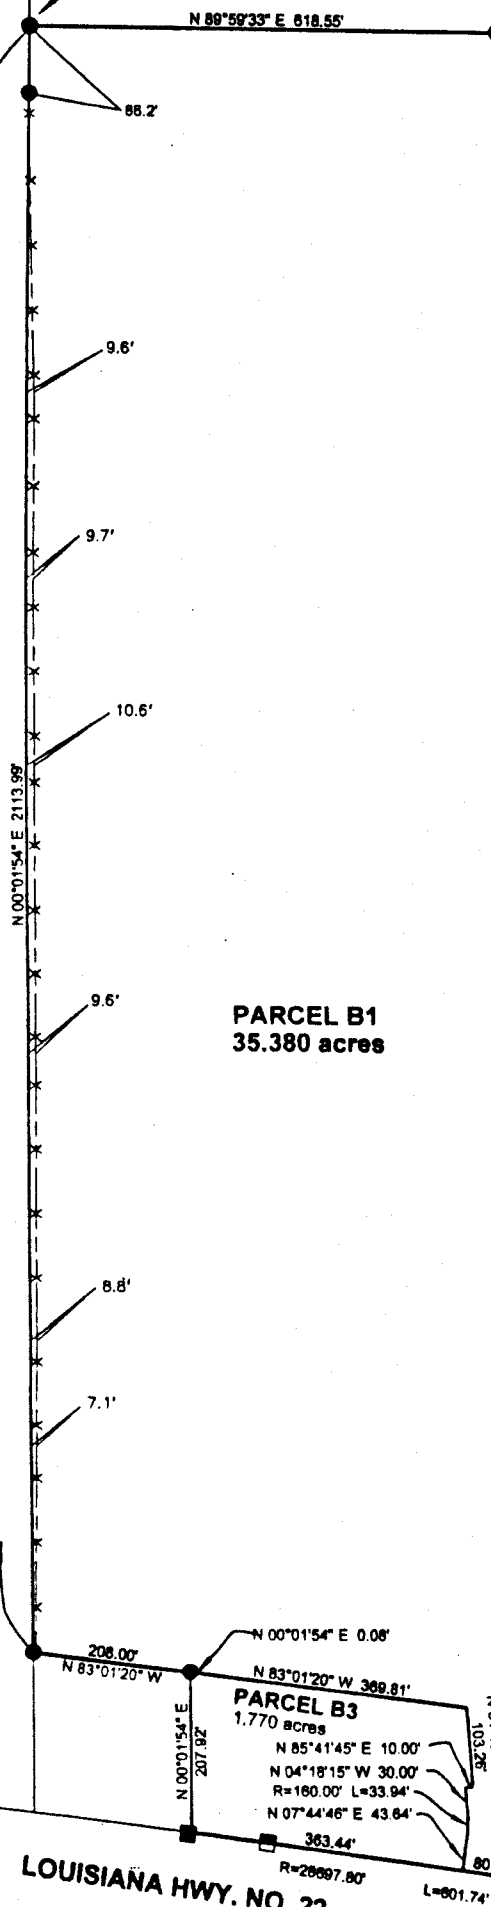 N 89°59'33" E 618.55'
66.2'
9.6'
9.7'
10.6'
N 00°01'54" E 2113.99'
9.6'
PARCEL B1
35.380 acres
8.8'
7.1'
N 00°01'54" E 0.08'
208.00'
N 83°01'20" W
N 83°01'20" W 369.81'
PARCEL B3
1.770 acres
N 00°01'54" E
207.92'
103.26'
N 85°41'45" E 10.00'
N 04°18'15" W 30.00'
R=160.00' L=33.94'
N 07°44'46" E 43.64'
363.44'
80
R=26697.80'
L=601.74'
LOUISIANA HWY. NO. 22